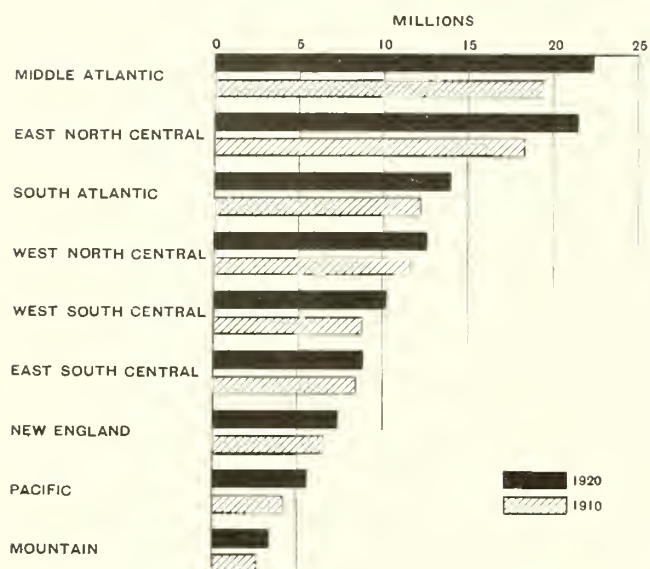 MILLIONS
0 5 10 15 20 25
MIDDLE ATLANTIC
EAST NORTH CENTRAL
SOUTH ATLANTIC
WEST NORTH CENTRAL
WEST SOUTH CENTRAL
EAST SOUTH CENTRAL
NEW ENGLAND
PACIFIC
MOUNTAIN
1920
1910